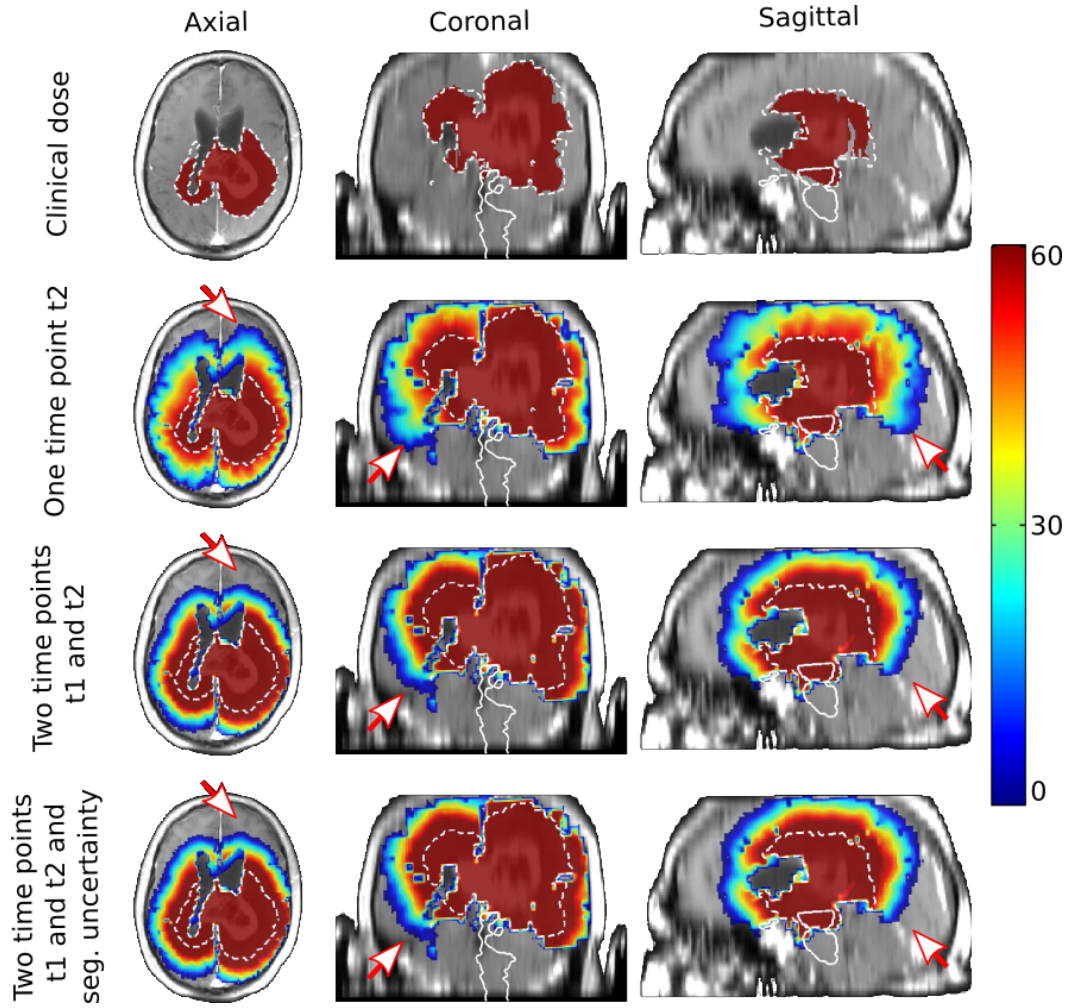 Axial
Coronal
Sagittal
Clinical dose
One time point t2
60
30
0
Two time points
t1 and t2
Two time points
t1 and t2 and
seg. uncertainty